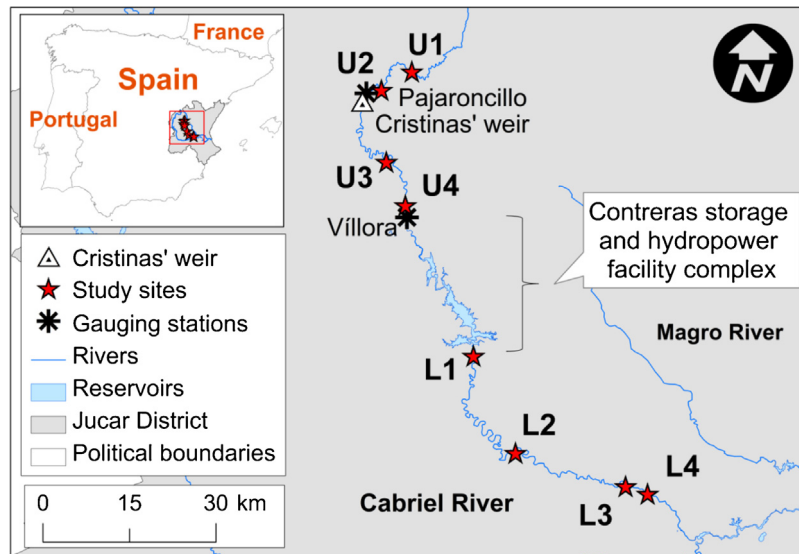 France
Spain
Portugal
N
U1
U2
Pajaroncillo
Cristinas' weir
U3
U4
Víllora
Contreras storage
and hydropower
facility complex
Magro River
L1
L2
L3
L4
Cabriel River
Cristinas' weir
Study sites
Gauging stations
Rivers
Reservoirs
Jucar District
Political boundaries
0 15 30 km